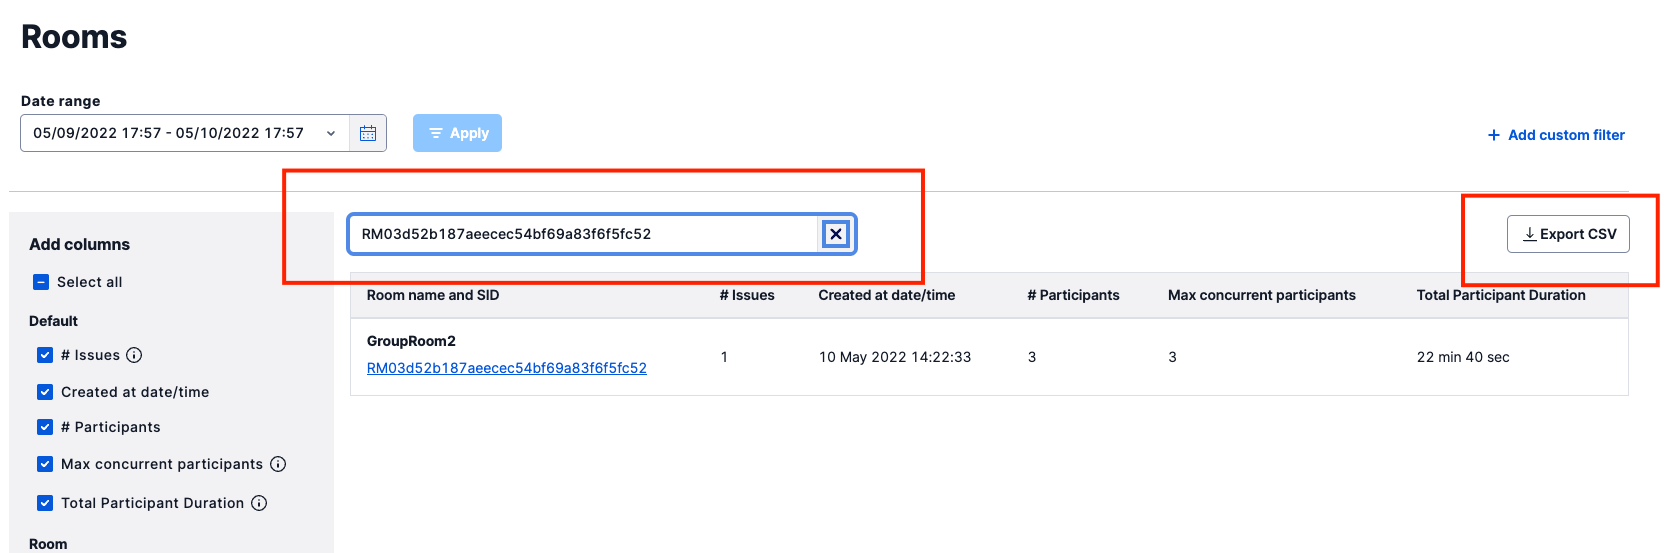 Rooms
Date range
05/09/2022 17:57 - 05/10/2022 17:57
Apply
+ Add custom filter
RM03d52b187aeecec54bf69a83f6f5fc52
Export CSV
Add columns
Select all
Default
# Issues
Created at date/time
# Participants
Max concurrent participants
Total Participant Duration
Room
Room name and SID # Issues Created at date/time # Participants Max concurrent participants Total Participant Duration
GroupRoom2
RM03d52b187aeecec54bf69a83f6f5fc52 1 10 May 2022 14:22:33 3 3 22 min 40 sec